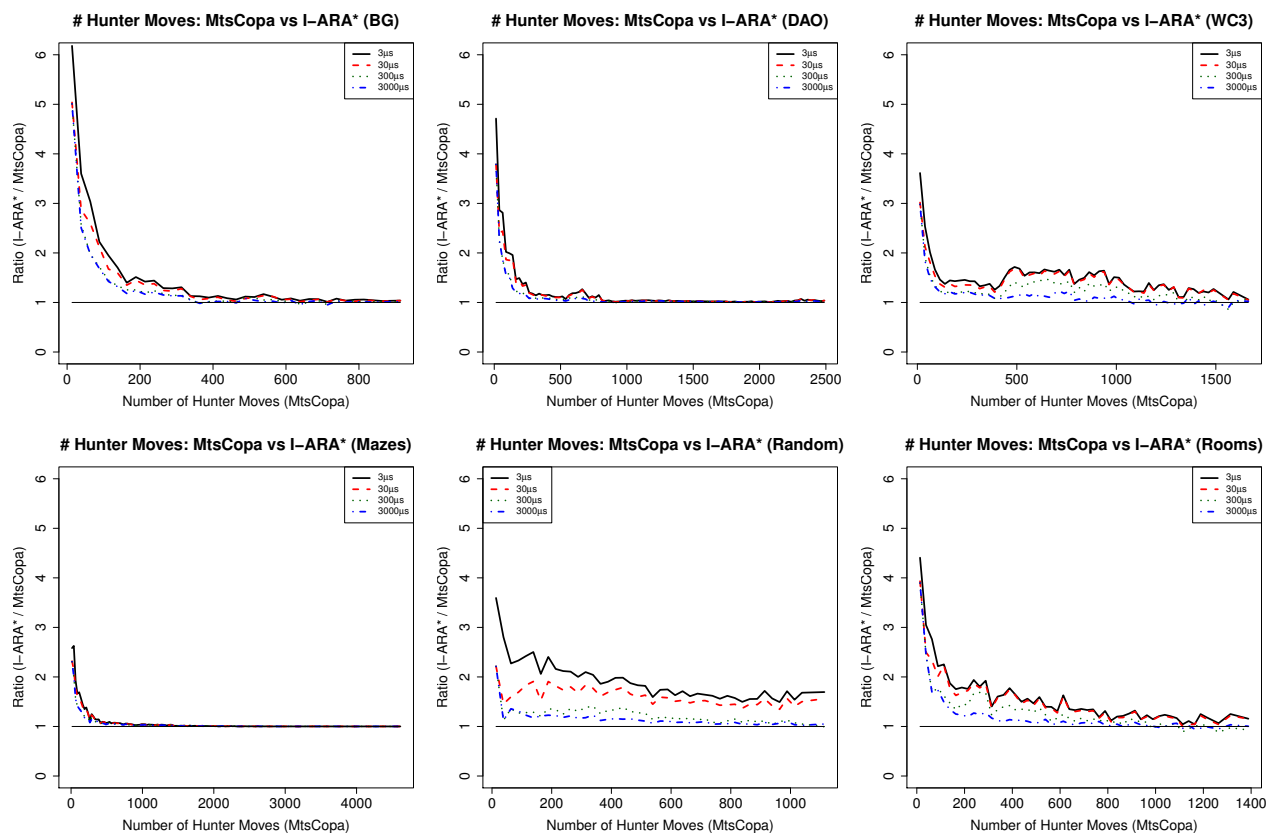 # Hunter Moves: MtsCopa vs I−ARA* (BG)
Ratio (I−ARA* / MtsCopa)
6
5
4
3
2
1
0
3µs
30µs
300µs
3000µs
0 200 400 600 800
Number of Hunter Moves (MtsCopa)
# Hunter Moves: MtsCopa vs I−ARA* (DAO)
Ratio (I−ARA* / MtsCopa)
6
5
4
3
2
1
0
3µs
30µs
300µs
3000µs
0 500 1000 1500 2000 2500
Number of Hunter Moves (MtsCopa)
# Hunter Moves: MtsCopa vs I−ARA* (WC3)
Ratio (I−ARA* / MtsCopa)
6
5
4
3
2
1
0
3µs
30µs
300µs
3000µs
0 500 1000 1500
Number of Hunter Moves (MtsCopa)
# Hunter Moves: MtsCopa vs I−ARA* (Mazes)
Ratio (I−ARA* / MtsCopa)
6
5
4
3
2
1
0
3µs
30µs
300µs
3000µs
0 1000 2000 3000 4000
Number of Hunter Moves (MtsCopa)
# Hunter Moves: MtsCopa vs I−ARA* (Random)
Ratio (I−ARA* / MtsCopa)
6
5
4
3
2
1
0
3µs
30µs
300µs
3000µs
0 200 400 600 800 1000
Number of Hunter Moves (MtsCopa)
# Hunter Moves: MtsCopa vs I−ARA* (Rooms)
Ratio (I−ARA* / MtsCopa)
6
5
4
3
2
1
0
3µs
30µs
300µs
3000µs
0 200 400 600 800 1000 1200 1400
Number of Hunter Moves (MtsCopa)